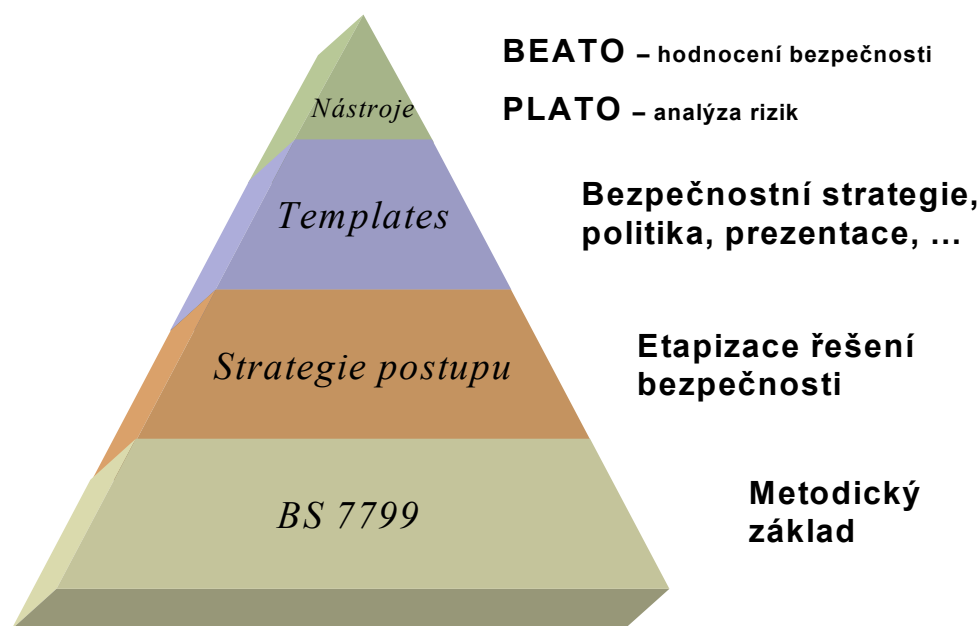 BEATO – hodnocení bezpečnosti
Nástroje
PLATO – analýza rizik
Templates
Bezpečnostní strategie,
politika, prezentace, ...
Strategie postupu
Etapizace řešení
bezpečnosti
BS 7799
Metodický
základ